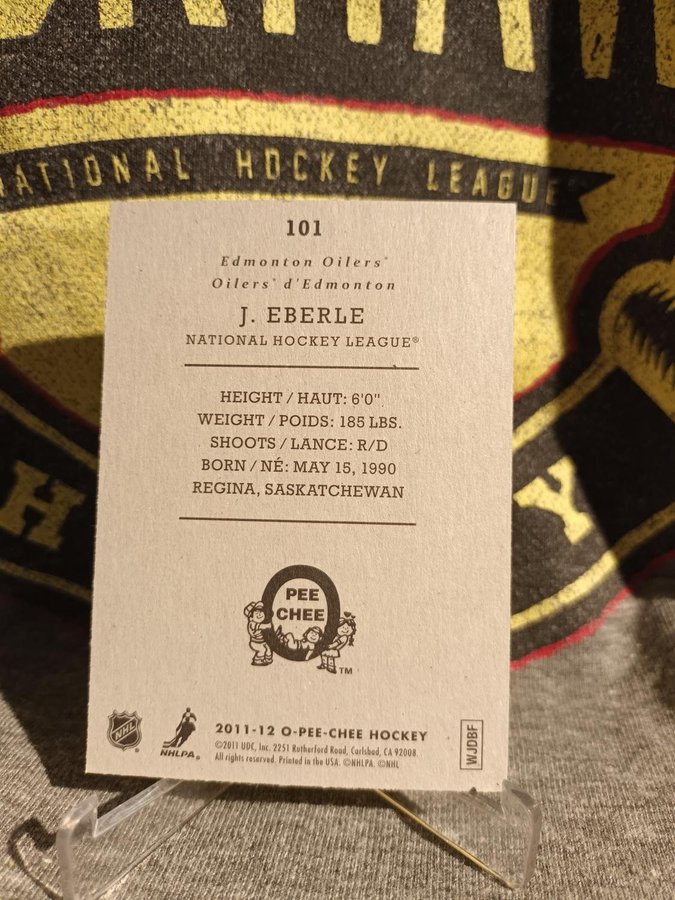 NATIONAL HOCKEY LEAGUE
101
Edmonton Oilers®
Oilers® d'Edmonton
J. EBERLE
NATIONAL HOCKEY LEAGUE®
HEIGHT / HAUT: 6'0"
WEIGHT / POIDS: 185 LBS.
SHOOTS / LANCE: R/D
BORN / NÉ: MAY 15, 1990
REGINA, SASKATCHEWAN
H Y
O
PEE
CHEE
TM
NHL
NHLPA®
2011-12 O-PEE-CHEE HOCKEY
©2011 UDC, Inc. 2251 Rutherford Road, Carlsbad, CA 92008.
All rights reserved. Printed in the USA. ©NHLPA. ©NHL
WJDBF